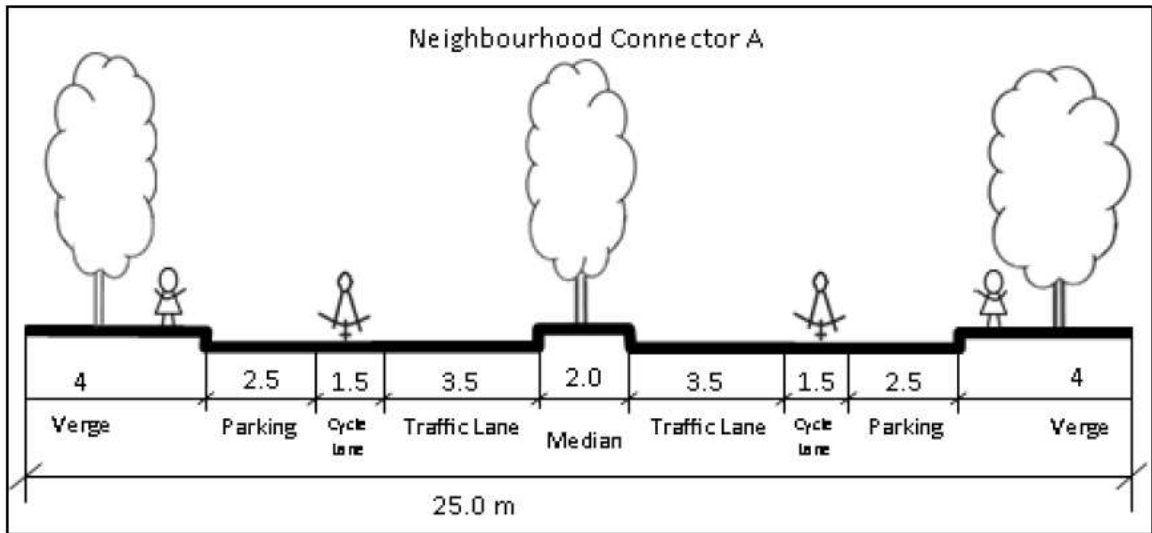 Neighbourhood Connector A
4 2.5 1.5 3.5 2.0 3.5 1.5 2.5 4
Verge Parking Cycle Lane Traffic Lane Median Traffic Lane Cycle Lane Parking Verge
25.0 m